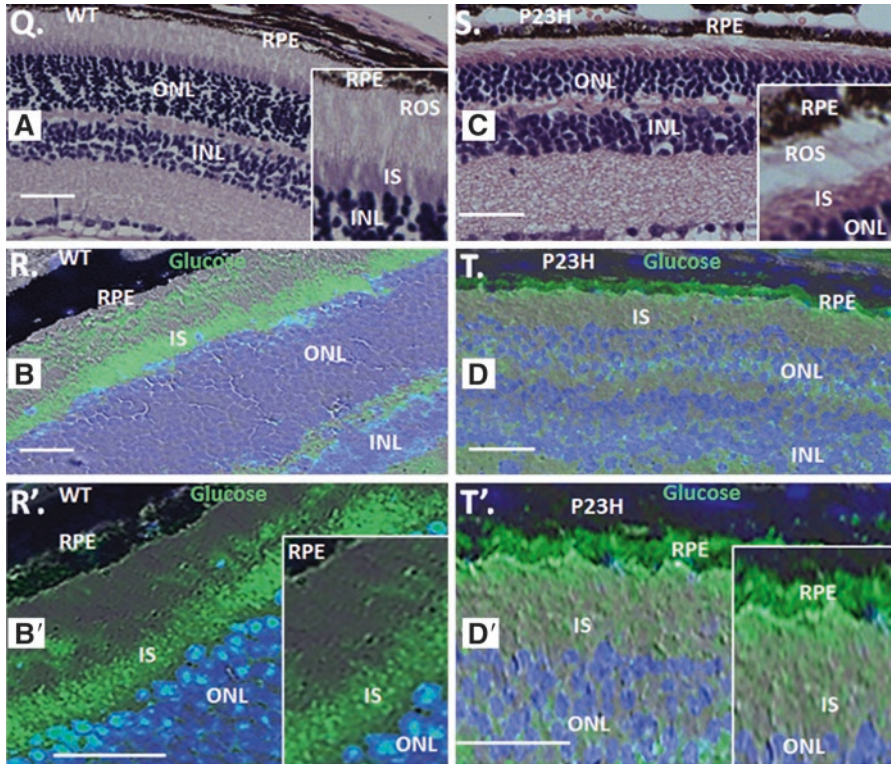 Q. WT
RPE
ONL
A
INL
RPE
ROS
IS
INL
S. P23H
RPE
ONL
C
INL
RPE
ROS
IS
ONL
R. WT
Glucose
RPE
IS
ONL
B
INL
T. P23H
Glucose
RPE
IS
D
ONL
INL
R'. WT
Glucose
RPE
B'
IS
ONL
RPE
IS
ONL
T'. P23H
Glucose
RPE
D'
IS
ONL
RPE
IS
ONL